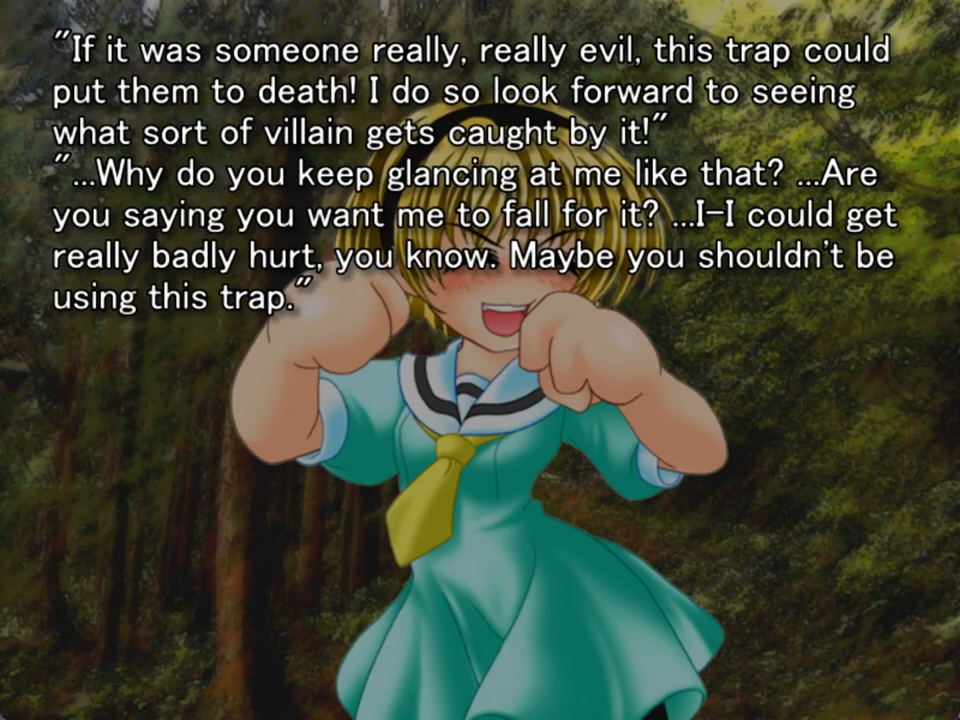 "If it was someone really, really evil, this trap could
put them to death! I do so look forward to seeing
what sort of villain gets caught by it!"
"...Why do you keep glancing at me like that? ...Are
you saying you want me to fall for it? ...I-I could get
really badly hurt, you know. Maybe you shouldn't be
using this trap."